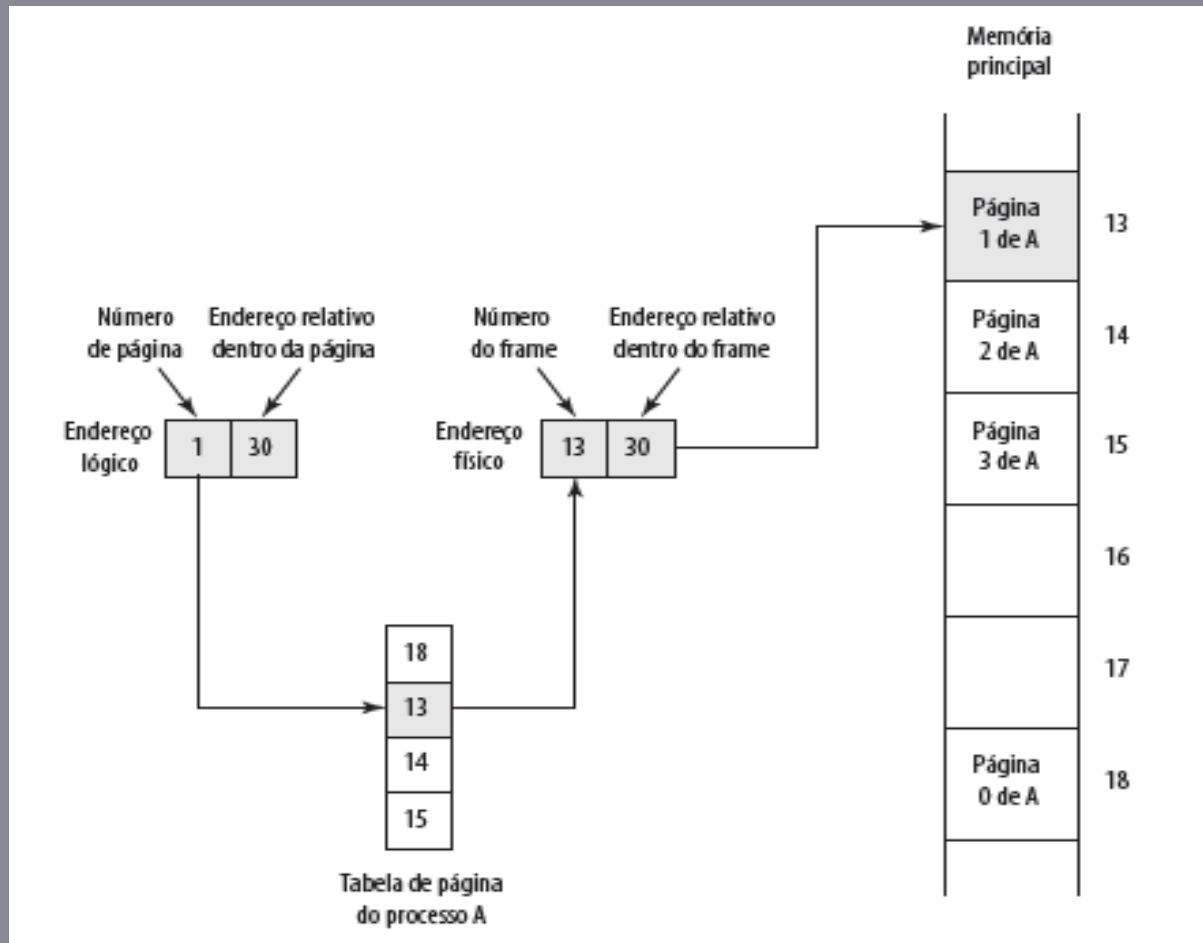 Memória
principal
Página
1 de A
13
Página
2 de A
14
Página
3 de A
15
16
17
Página
0 de A
18
Número
de página
Endereço relativo
dentro da página
Endereço
lógico
1
30
Número
do frame
Endereço relativo
dentro do frame
Endereço
físico
13
30
18
13
14
15
Tabela de página
do processo A